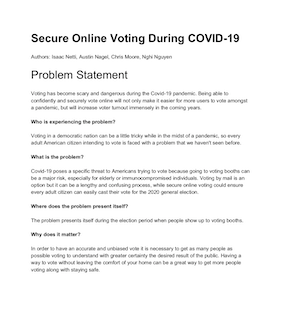 Secure Online Voting During COVID-19
Authors: Isaac Netli, Austin Nagel, Chris Moore, Nghi Nguyen
Problem Statement
Voting has become scary and dangerous during the Covid-19 pandemic. Being able to
confidently and securely vote online will not only make it easier for more users to vote amongst
a pandemic, but will increase voter turnout immensely in the coming years.
Who is experiencing the problem?
Voting in a democratic nation can be a little tricky while in the midst of a pandemic, so every
adult American citizen intending to vote is faced with a problem that we haven't seen before.
What is the problem?
Covid-19 poses a specific threat to Americans trying to vote because going to voting booths can
be a major risk, especially for elderly or immunocompromised individuals. Voting by mail is an
option but it can be a lengthy and confusing process, while secure online voting could ensure
every adult citizen can easily cast their vote for the 2020 general election.
Where does the problem present itself?
The problem presents itself during the election period when people show up to voting booths.
Why does it matter?
In order to have an accurate and unbiased vote it is necessary to get as many people as
possible voting to understand with greater certainty the desired result of the public. Having a
way to vote without leaving the comfort of your home can be a great way to get more people
voting along with staying safe.